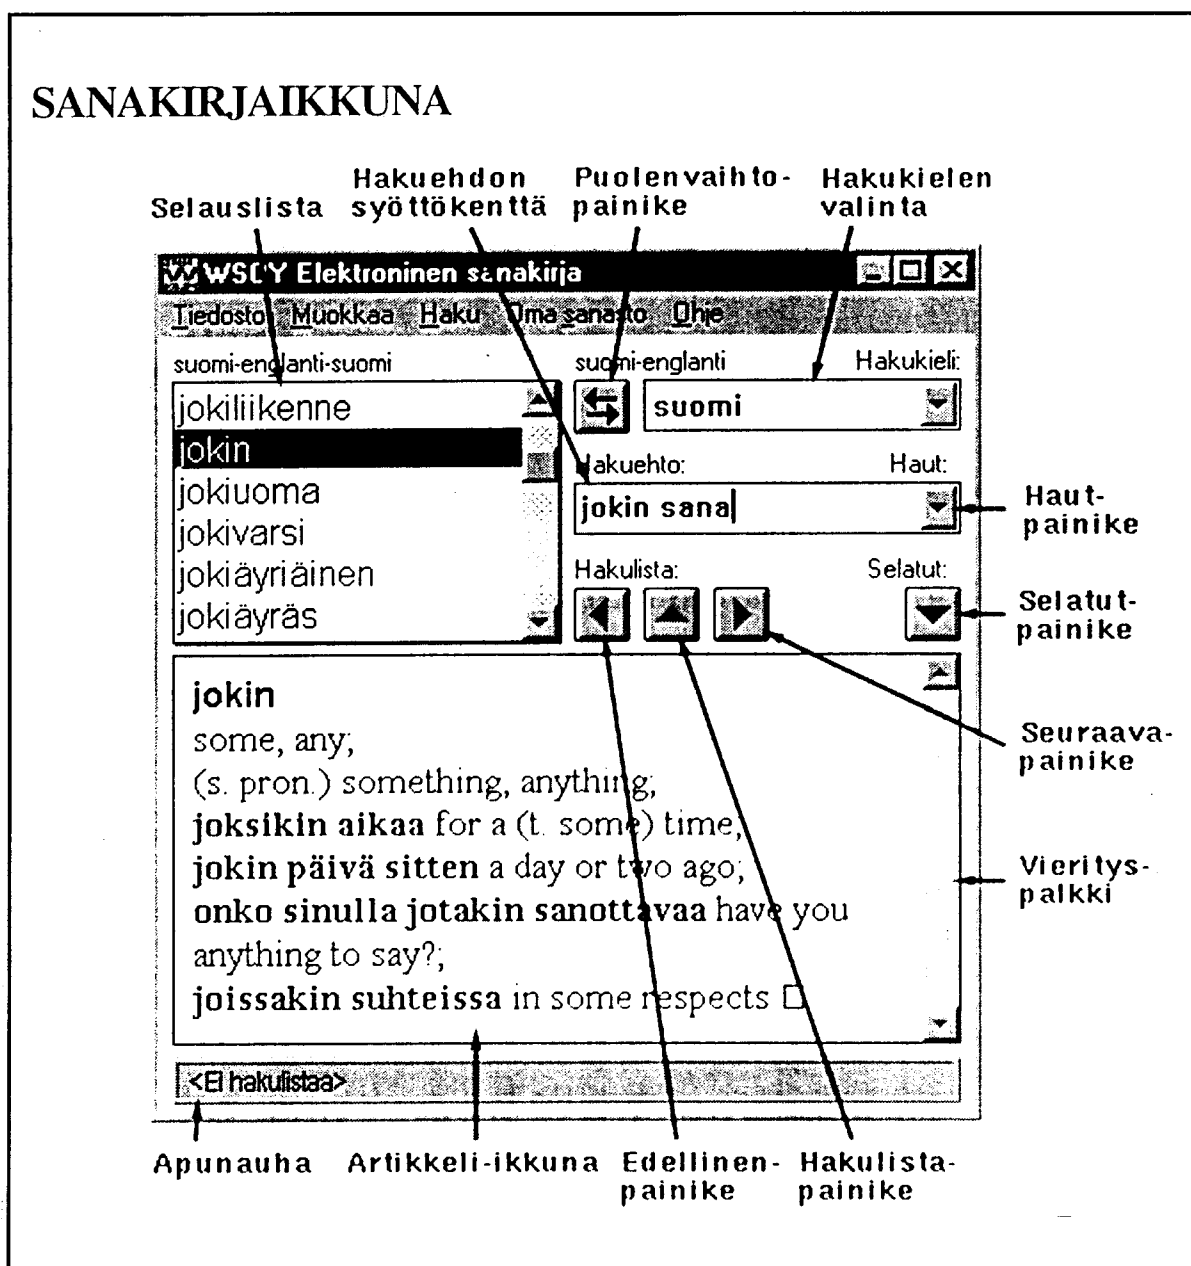 SANAKIRJAIKKUNA
Selauslista
Hakuehdon
syöttökenttä
Puolenvaihto-
painike
Hakukielen
valinta
WSOY Elektroninen sanakirja
Tiedosto Muokkaa Haku Oma sanasto Ohje
suomi-englanti-suomi
suomi-englanti Hakukieli:
jokiliikenne
jokin
jokiuoma
jokivarsi
jokiäyriäinen
jokiäyräs
suomi
Hakuehto: Haut:
jokin sana
Hakulista: Selatut:
Haut-
painike
Selatut-
painike
Seuraava-
painike
Vieritys-
palkki
jokin
some, any;
(s. pron.) something, anything;
joksikin aikaa for a (t. some) time;
jokin päivä sitten a day or two ago;
onko sinulla jotakin sanottavaa have you
anything to say?;
joissakin suhteissa in some respects □
<Ei hakulistaa>
Apunauha
Artikkeli-ikkuna
Edellinen-
painike
Hakulista-
painike